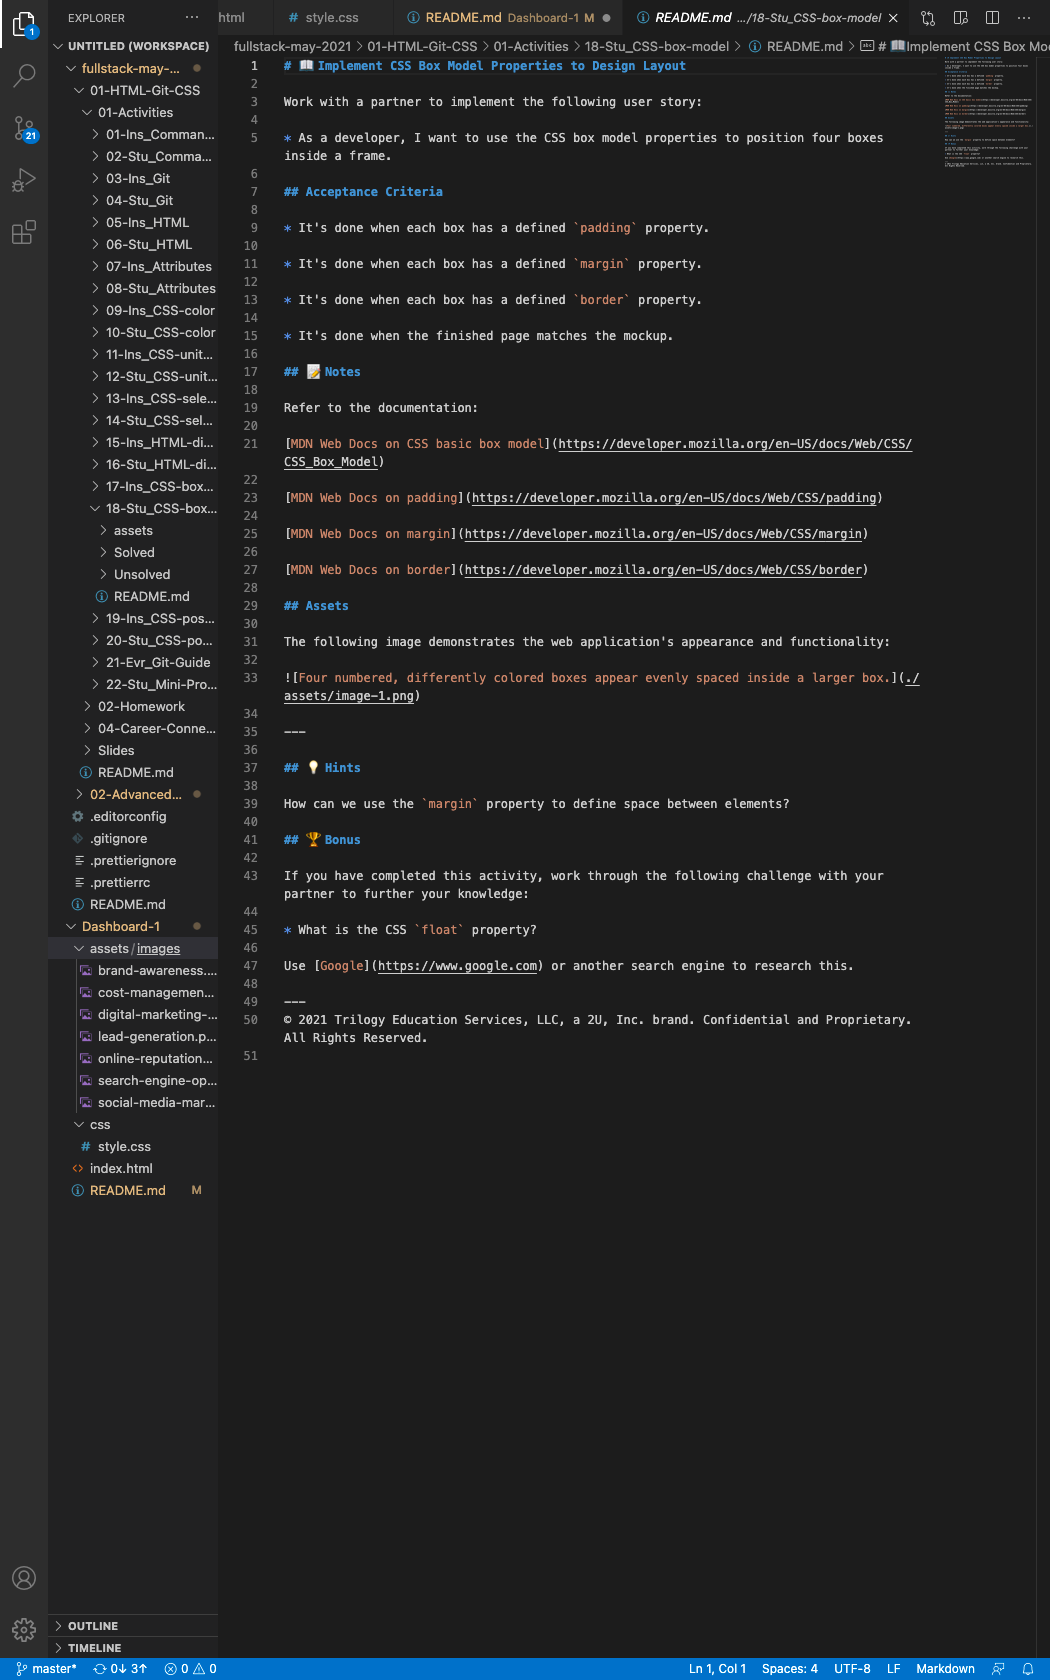 EXPLORER ···
html
# style.css
README.md Dashboard-1 M
README.md .../18-Stu_CSS-box-model
UNTITLED (WORKSPACE)
fullstack-may-2021 > 01-HTML-Git-CSS > 01-Activities > 18-Stu_CSS-box-model > README.md > # 📖Implement CSS Box Mo
fullstack-may-...
01-HTML-Git-CSS
01-Activities
01-Ins_Comman...
02-Stu_Comma...
03-Ins_Git
04-Stu_Git
05-Ins_HTML
06-Stu_HTML
07-Ins_Attributes
08-Stu_Attributes
09-Ins_CSS-color
10-Stu_CSS-color
11-Ins_CSS-unit...
12-Stu_CSS-unit...
13-Ins_CSS-sele...
14-Stu_CSS-sel...
15-Ins_HTML-di...
16-Stu_HTML-di...
17-Ins_CSS-box...
18-Stu_CSS-box...
assets
Solved
Unsolved
README.md
19-Ins_CSS-pos...
20-Stu_CSS-po...
21-Evr_Git-Guide
22-Stu_Mini-Pro...
02-Homework
04-Career-Conne...
Slides
README.md
02-Advanced...
.editorconfig
.gitignore
.prettierignore
.prettierrc
README.md
Dashboard-1
assets/images
brand-awareness....
cost-managemen...
digital-marketing-...
lead-generation.p...
online-reputation...
search-engine-op...
social-media-mar...
css
# style.css
<> index.html
README.md M
OUTLINE
TIMELINE
1
21
1 # 📖 Implement CSS Box Model Properties to Design Layout
2
3 Work with a partner to implement the following user story:
4
5 * As a developer, I want to use the CSS box model properties to position four boxes
inside a frame.
6
7 ## Acceptance Criteria
8
9 * It's done when each box has a defined `padding` property.
10
11 * It's done when each box has a defined `margin` property.
12
13 * It's done when each box has a defined `border` property.
14
15 * It's done when the finished page matches the mockup.
16
17 ## 📝 Notes
18
19 Refer to the documentation:
20
21 [MDN Web Docs on CSS basic box model](https://developer.mozilla.org/en-US/docs/Web/CSS/
CSS_Box_Model)
22
23 [MDN Web Docs on padding](https://developer.mozilla.org/en-US/docs/Web/CSS/padding)
24
25 [MDN Web Docs on margin](https://developer.mozilla.org/en-US/docs/Web/CSS/margin)
26
27 [MDN Web Docs on border](https://developer.mozilla.org/en-US/docs/Web/CSS/border)
28
29 ## Assets
30
31 The following image demonstrates the web application's appearance and functionality:
32
33 ![Four numbered, differently colored boxes appear evenly spaced inside a larger box.](./
assets/image-1.png)
34
35 ---
36
37 ## 💡 Hints
38
39 How can we use the `margin` property to define space between elements?
40
41 ## 🏆 Bonus
42
43 If you have completed this activity, work through the following challenge with your
partner to further your knowledge:
44
45 * What is the CSS `float` property?
46
47 Use [Google](https://www.google.com) or another search engine to research this.
48
49 ---
50 © 2021 Trilogy Education Services, LLC, a 2U, Inc. brand. Confidential and Proprietary.
All Rights Reserved.
51
master* 0↓ 3↑ 0 0 Ln 1, Col 1 Spaces: 4 UTF-8 LF Markdown